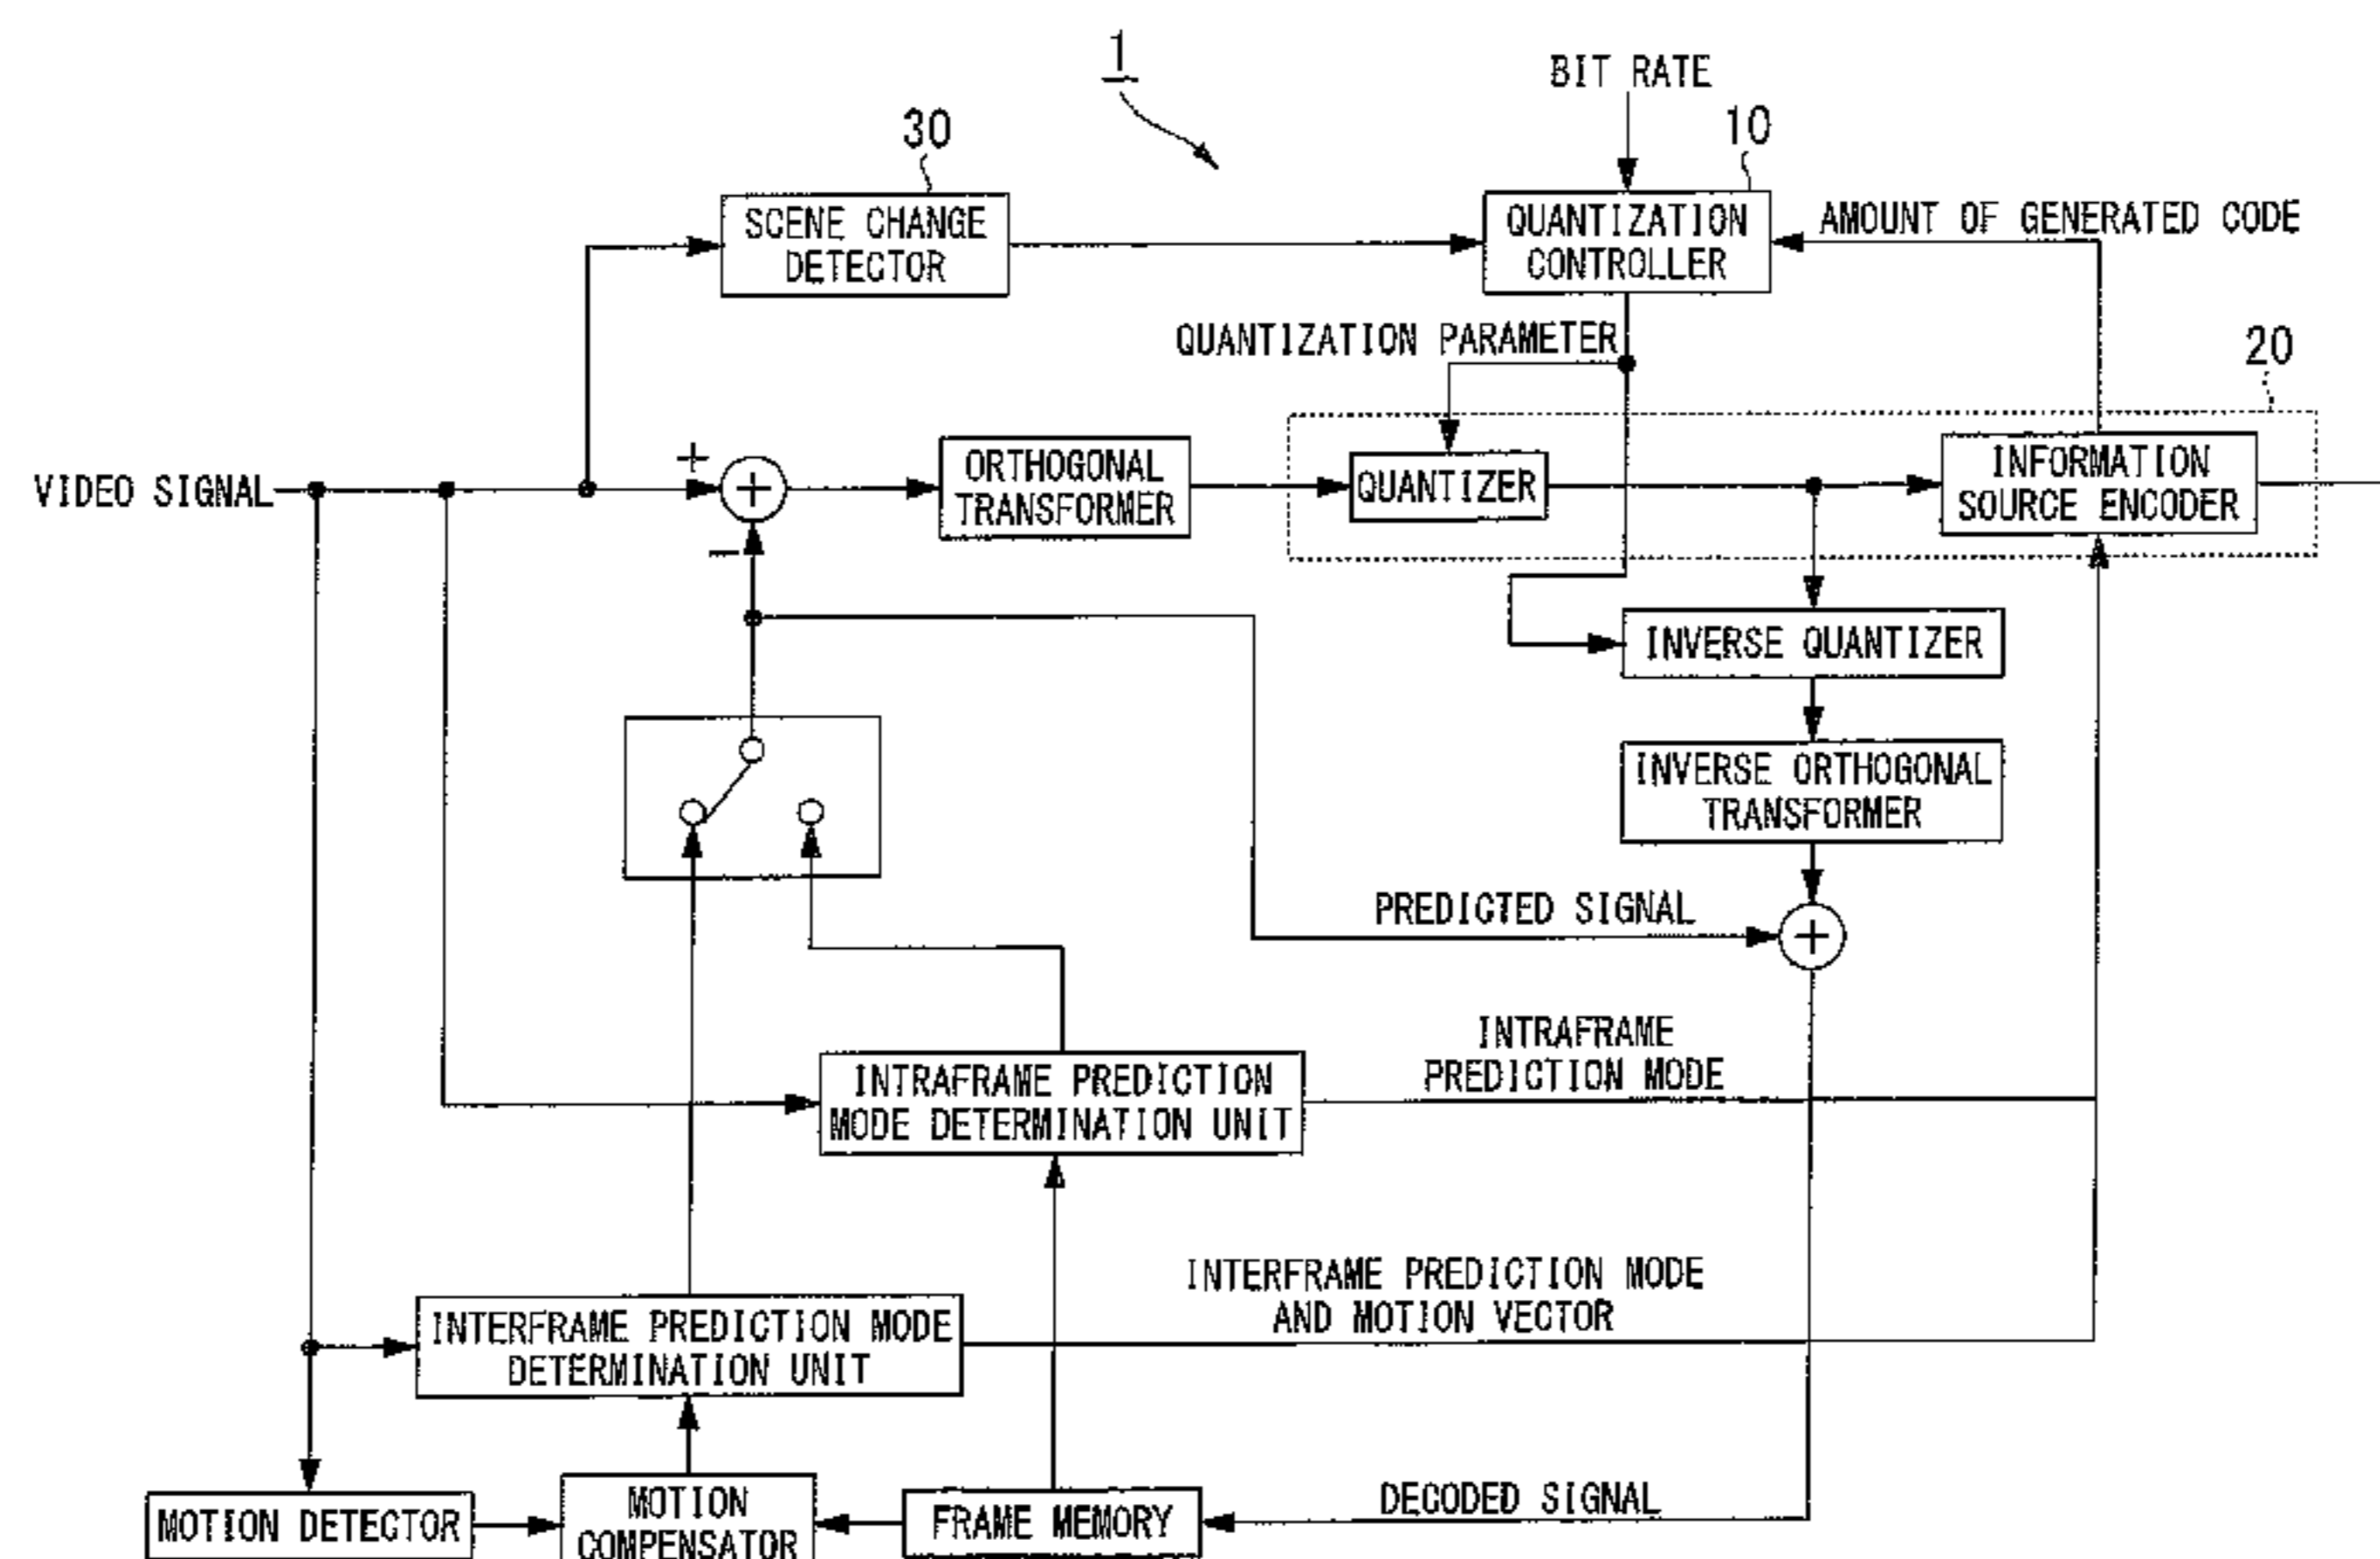 1
BIT RATE
30
10
SCENE CHANGE
DETECTOR
QUANTIZATION
CONTROLLER
AMOUNT OF GENERATED CODE
QUANTIZATION PARAMETER
20
VIDEO SIGNAL
+
+
−
ORTHOGONAL
TRANSFORMER
QUANTIZER
INFORMATION
SOURCE ENCODER
INVERSE QUANTIZER
INVERSE ORTHOGONAL
TRANSFORMER
PREDICTED SIGNAL
+
INTRAFRAME
PREDICTION MODE
INTRAFRAME PREDICTION
MODE DETERMINATION UNIT
INTERFRAME PREDICTION MODE
AND MOTION VECTOR
INTERFRAME PREDICTION MODE
DETERMINATION UNIT
MOTION DETECTOR
MOTION
COMPENSATOR
FRAME MEMORY
DECODED SIGNAL